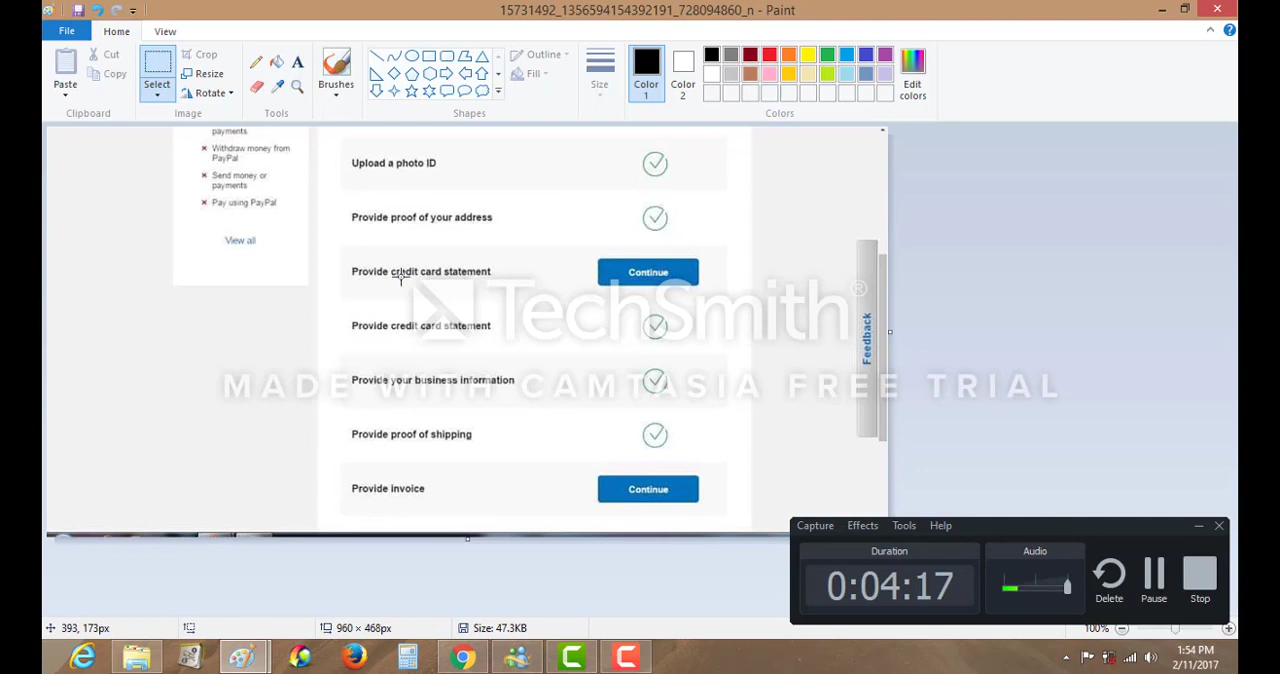 15731492_1356594154392191_728094860_n - Paint
File
Home
View
Paste
Cut
Copy
Clipboard
Select
Crop
Resize
Rotate
Image
Tools
Brushes
Outline
Fill
Shapes
Size
Color 1
Color 2
Edit colors
Colors
payments
Withdraw money from
PayPal
Send money or
payments
Pay using PayPal
View all
Upload a photo ID
Provide proof of your address
Provide credit card statement
Continue
Provide credit card statement
Provide your business information
Provide proof of shipping
Provide invoice
Continue
Feedback
TechSmith®
MADE WITH CAMTASIA FREE TRIAL
Capture Effects Tools Help
Duration
0:04:17
Audio
Delete
Pause
Stop
393, 173px
960 × 468px
Size: 47.3KB
100%
1:54 PM
2/11/2017